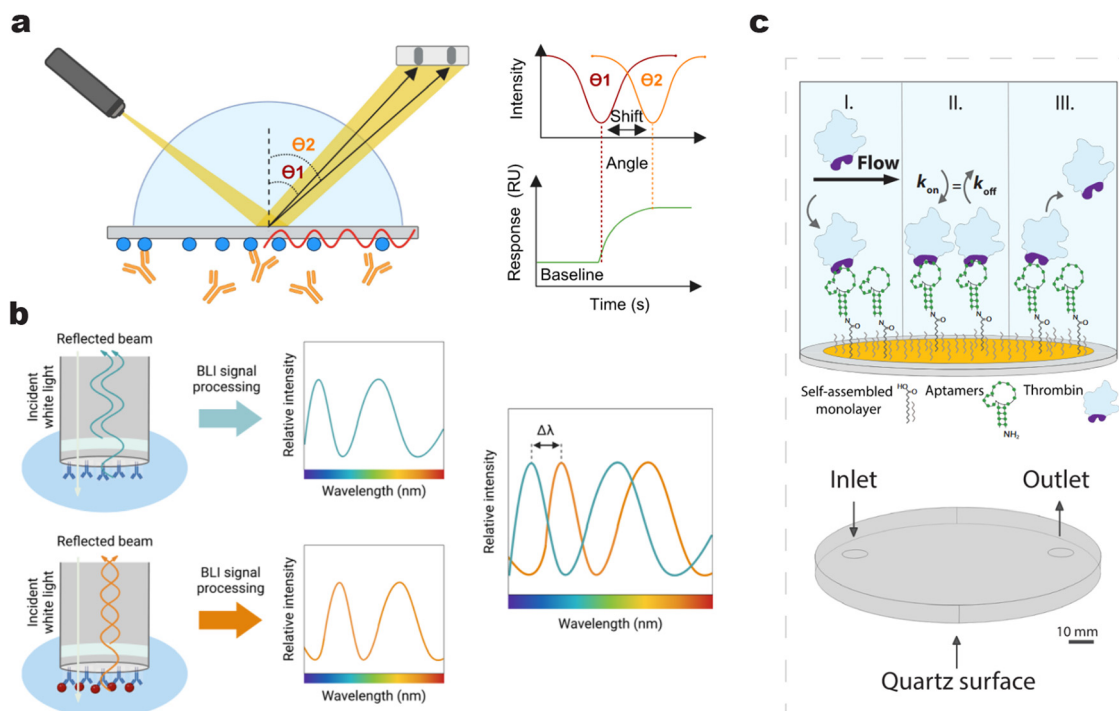 a
Θ2
Θ1
Intensity
Θ1
Θ2
Shift
Angle
Response (RU)
Baseline
Time (s)
b
Reflected beam
Incident
white light
BLI signal
processing
Relative intensity
Wavelength (nm)
Reflected beam
Incident
white light
BLI signal
processing
Relative intensity
Wavelength (nm)
Δλ
Relative intensity
Wavelength (nm)
c
I.
II.
III.
Flow
kon = koff
N O
N O
N O
N O
N O
N O
Self-assembled
monolayer
HO O
Aptamers
NH2
Thrombin
Inlet
Outlet
10 mm
Quartz surface